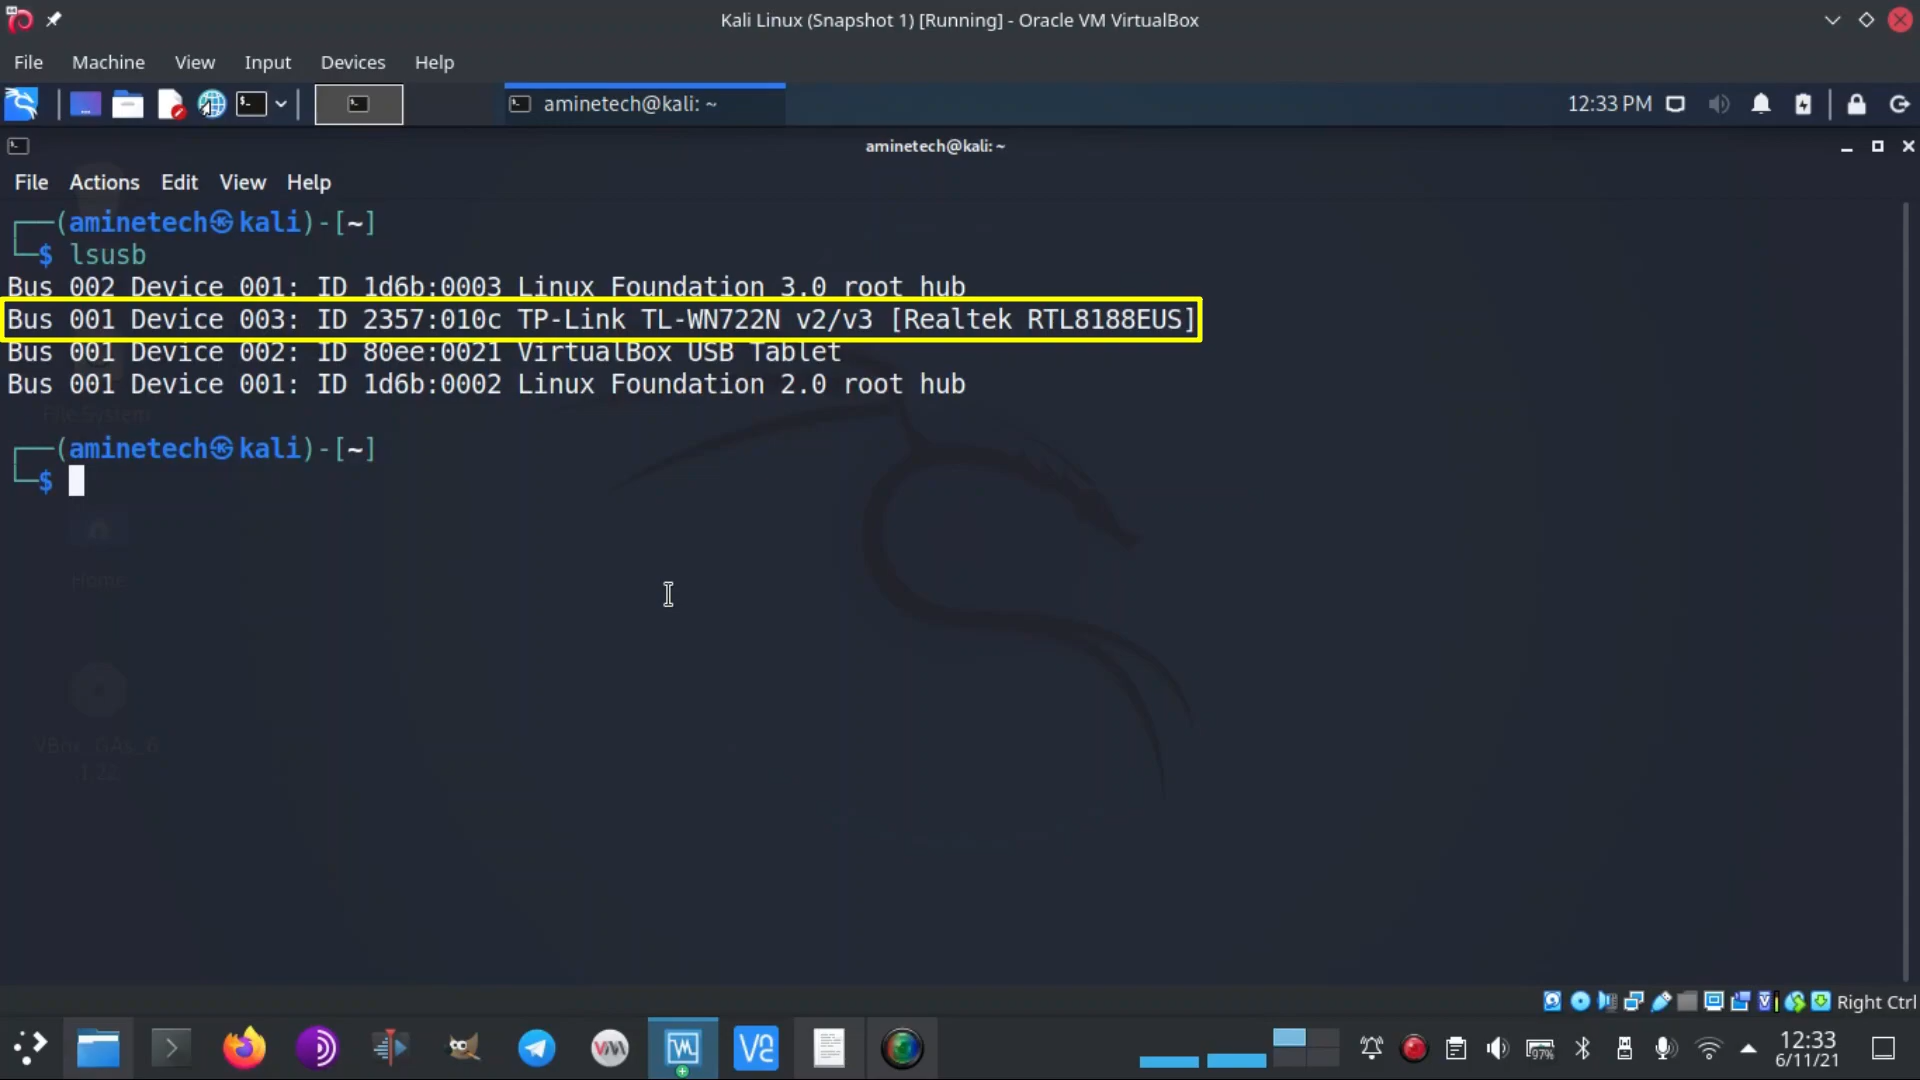 Kali Linux (Snapshot 1) [Running] - Oracle VM VirtualBox
File Machine View Input Devices Help
aminetech@kali: ~
12:33 PM
aminetech@kali: ~
File Actions Edit View Help
┌──(aminetech㉿kali)-[~]
└─$ lsusb
Bus 002 Device 001: ID 1d6b:0003 Linux Foundation 3.0 root hub
Bus 001 Device 003: ID 2357:010c TP-Link TL-WN722N v2/v3 [Realtek RTL8188EUS]
Bus 001 Device 002: ID 80ee:0021 VirtualBox USB Tablet
Bus 001 Device 001: ID 1d6b:0002 Linux Foundation 2.0 root hub
File System
┌──(aminetech㉿kali)-[~]
└─$
Home
Right Ctrl
97%
12:33
6/11/21